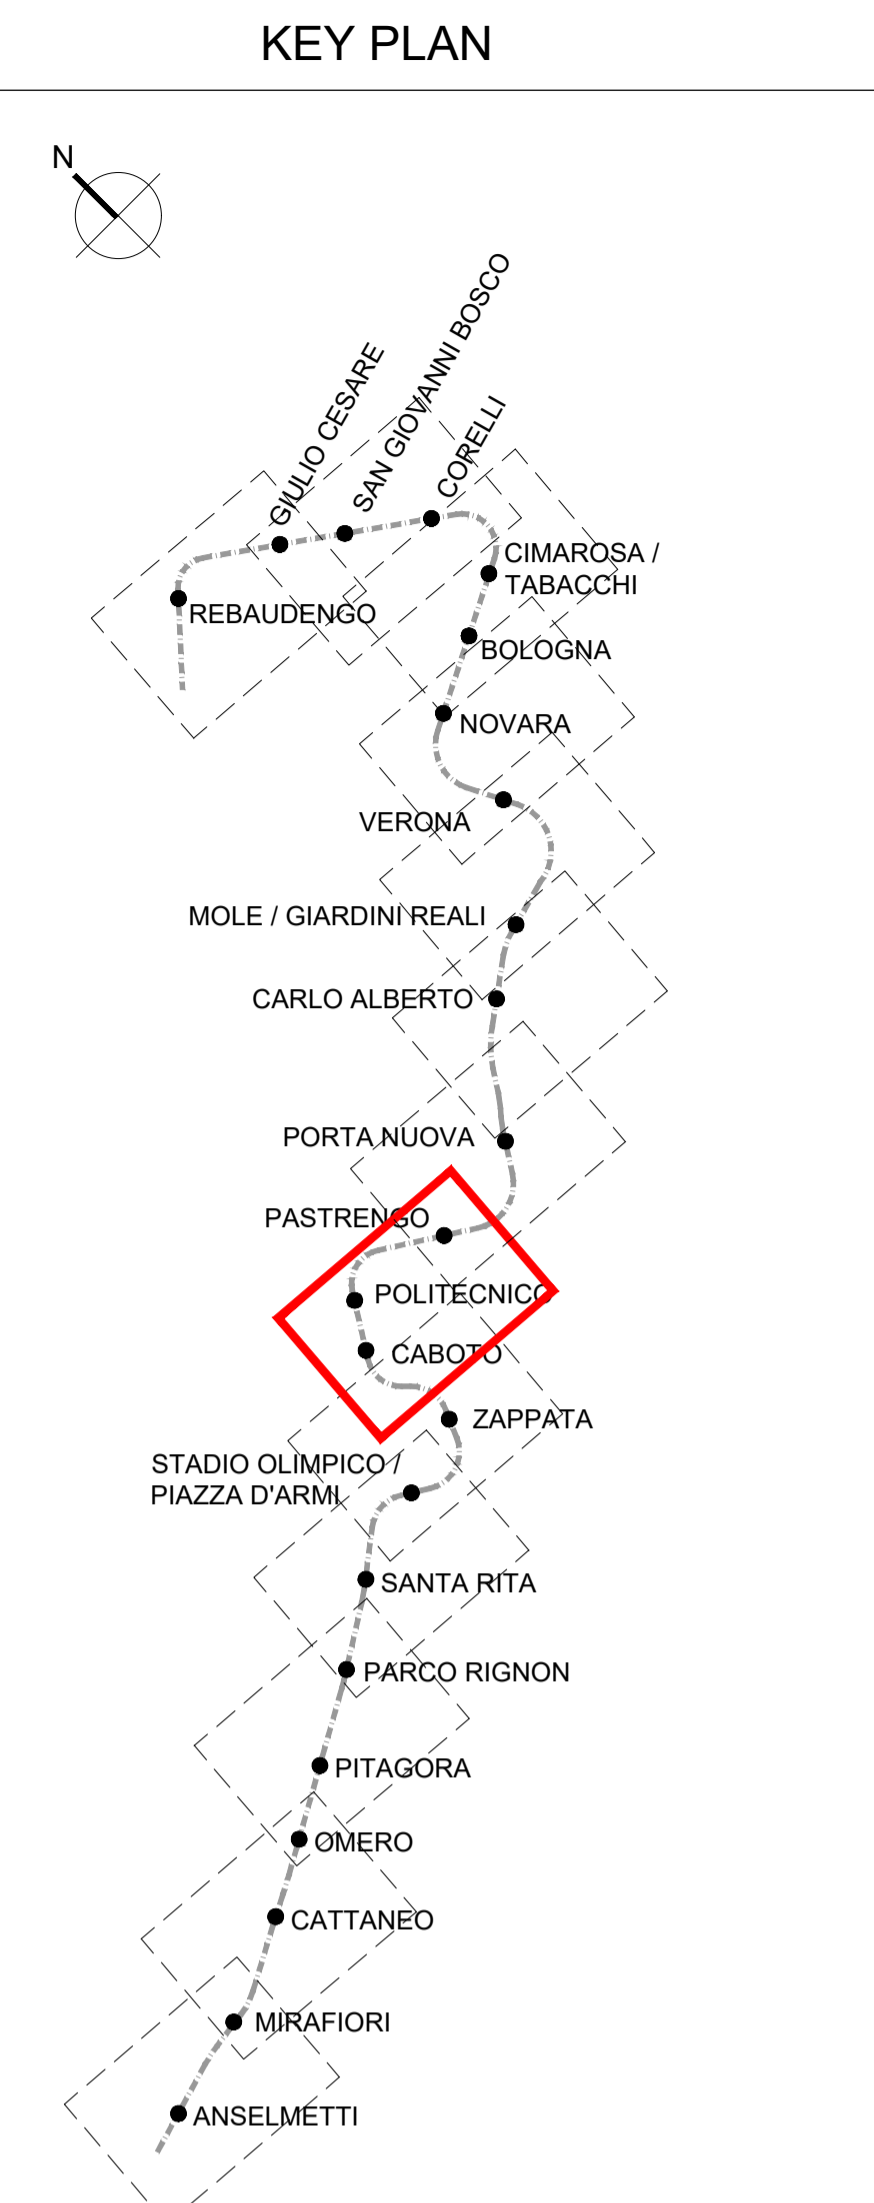 KEY PLAN
N
GIULIO CESARE
SAN GIOVANNI BOSCO
CORELLI
CIMAROSA /
TABACCHI
REBAUDENGO
BOLOGNA
NOVARA
VERONA
MOLE / GIARDINI REALI
CARLO ALBERTO
PORTA NUOVA
PASTRENGO
POLITECNICO
CABOTO
ZAPPATA
STADIO OLIMPICO /
PIAZZA D'ARMI
SANTA RITA
PARCO RIGNON
PITAGORA
OMERO
CATTANEO
MIRAFIORI
ANSELMETTI